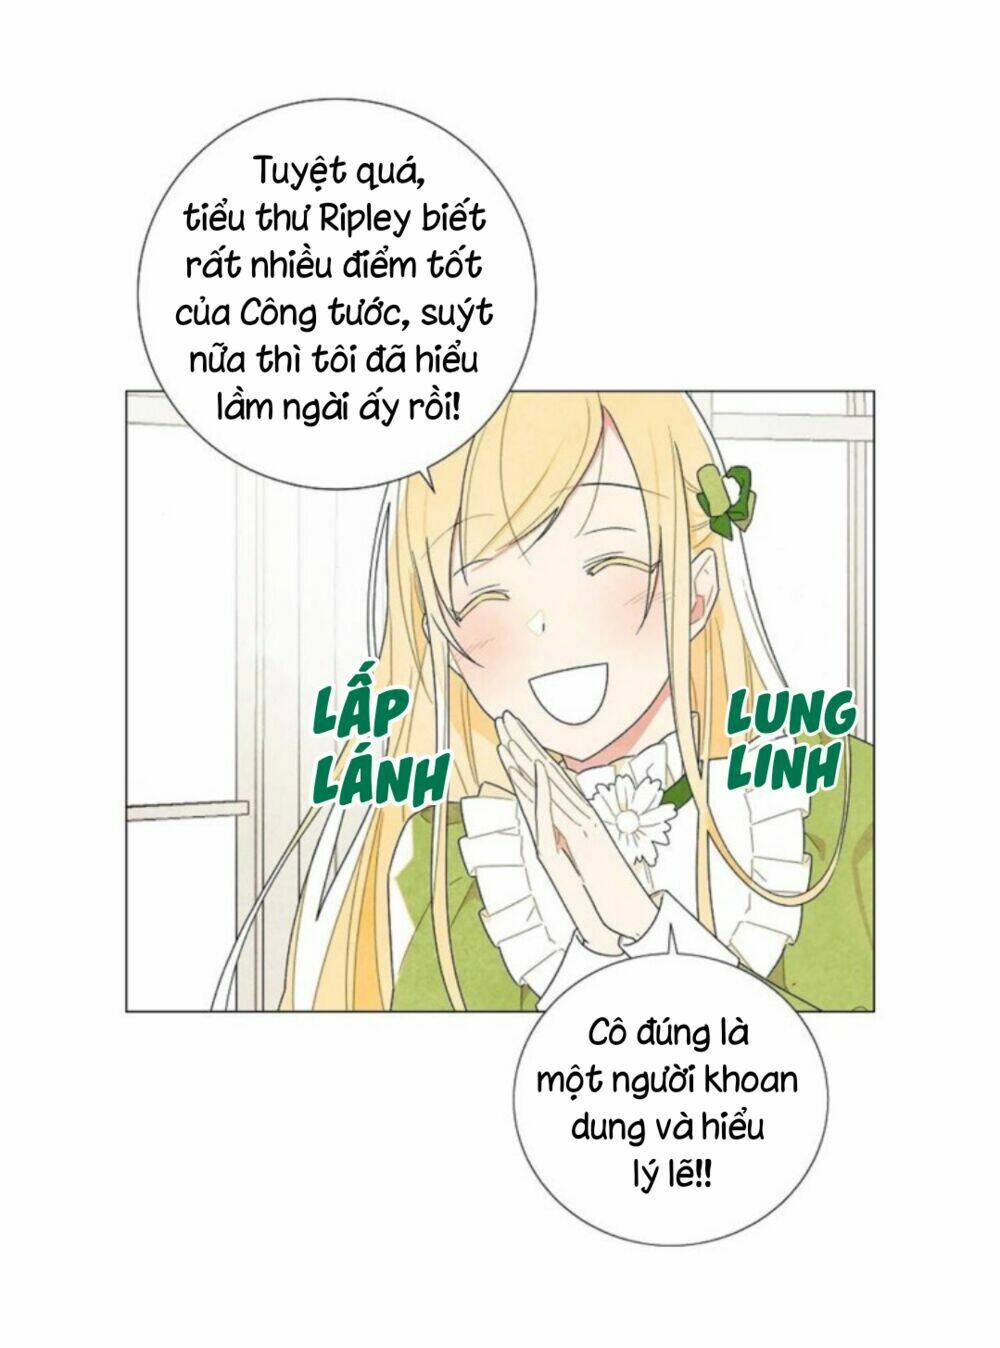 Tuyệt quá,
tiểu thư Ripley biết
rất nhiều điểm tốt
của Công tước, suýt
nữa thì tôi đã hiểu
lầm ngài ấy rồi!
LẤP
LÁNH
LUNG
LINH
Cô đúng là
một người khoan
dung và hiểu
lý lẽ!!